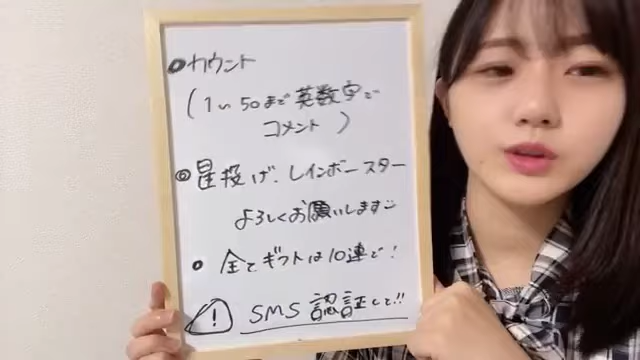 ◎カウント
(1〜50まで英数字で
コメント)
◎星投げ、レインボースター
よろしくお願いします
○全てギフトは10連で!
⚠SMS認証して!!